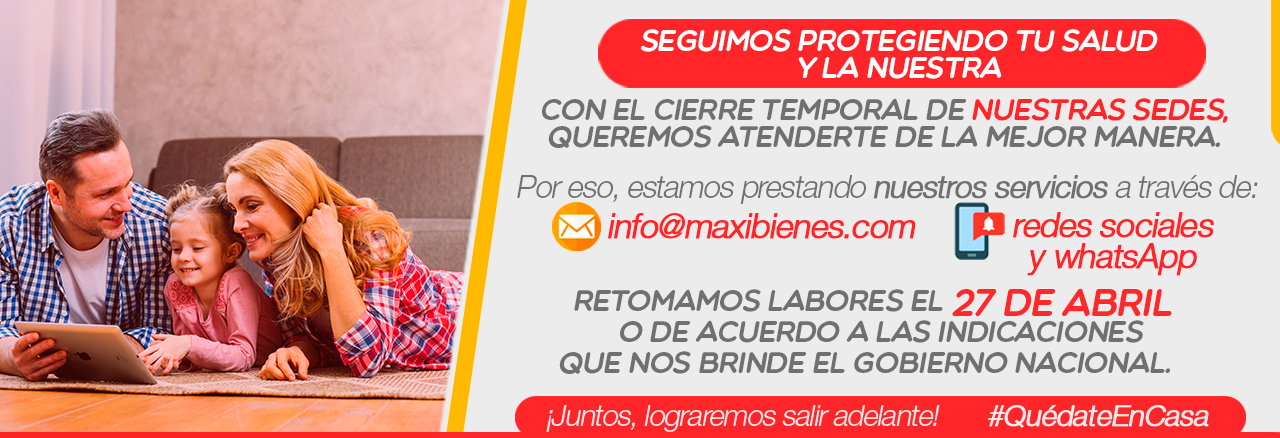 SEGUIMOS PROTEGIENDO TU SALUD
Y LA NUESTRA
CON EL CIERRE TEMPORAL DE NUESTRAS SEDES,
QUEREMOS ATENDERTE DE LA MEJOR MANERA.
Por eso, estamos prestando nuestros servicios a través de:
info@maxibienes.com
redes sociales
y whatsApp
RETOMAMOS LABORES EL 27 DE ABRIL
O DE ACUERDO A LAS INDICACIONES
QUE NOS BRINDE EL GOBIERNO NACIONAL.
¡Juntos, lograremos salir adelante! #QuédateEnCasa